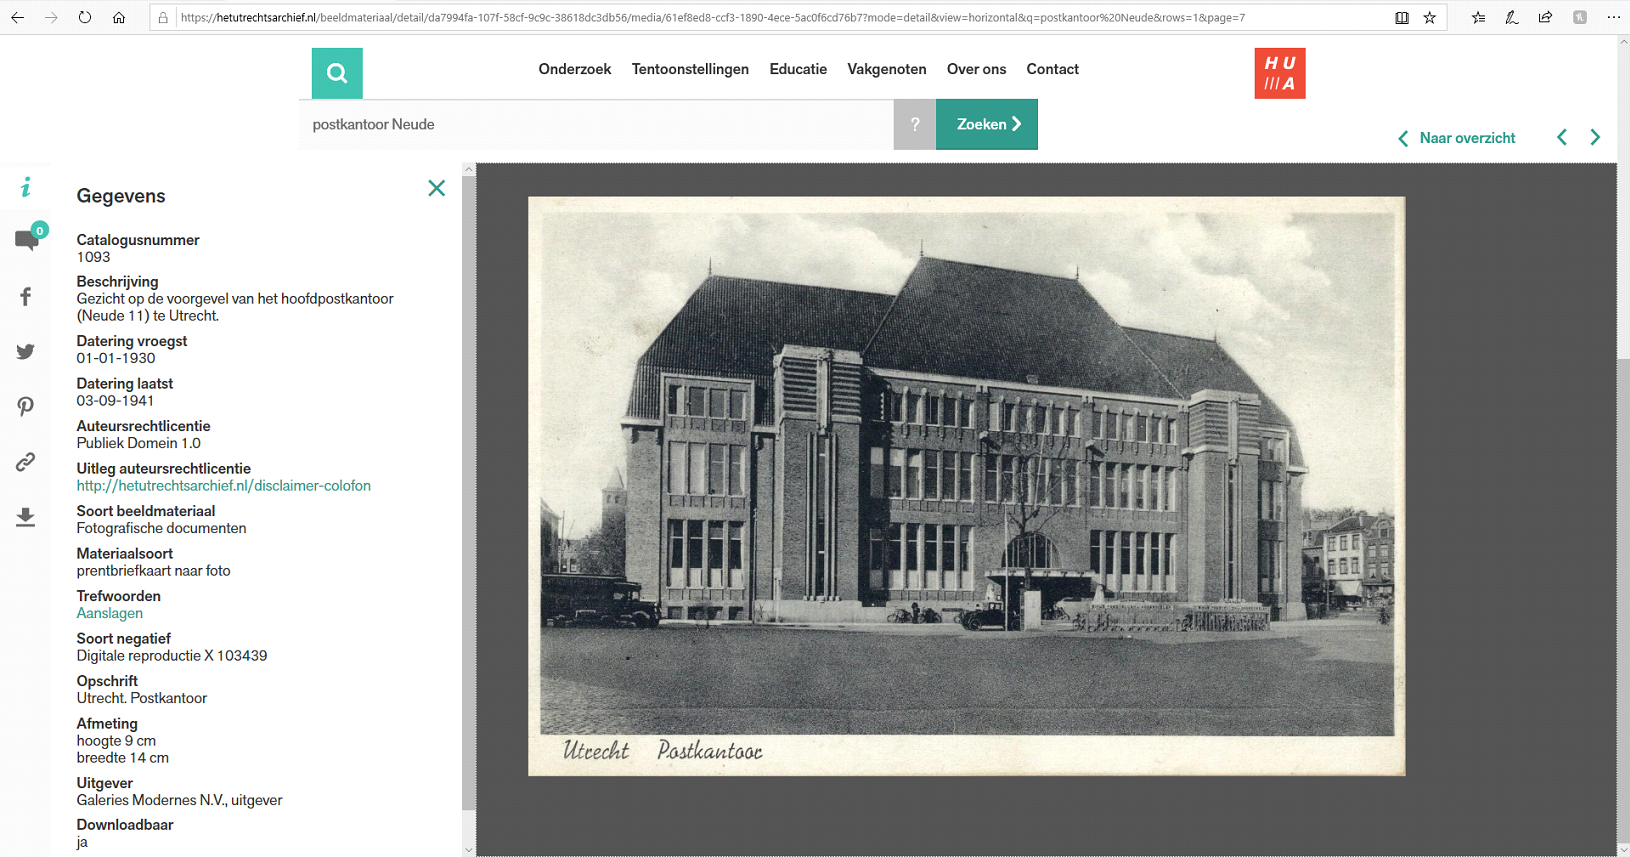 https://hetutrechtsarchief.nl/beeldmateriaal/detail/da7994fa-107f-58cf-9c9c-38618dc3db56/media/61ef8ed8-ccf3-1890-4ece-5ac0f6cd76b7?mode=detail&view=horizontal&q=postkantoor%20Neude&rows=1&page=7
Onderzoek Tentoonstellingen Educatie Vakgenoten Over ons Contact
HU
///A
postkantoor Neude ? Zoeken
Naar overzicht
Gegevens
0
Catalogusnummer
1093
Beschrijving
Gezicht op de voorgevel van het hoofdpostkantoor
(Neude 11) te Utrecht.
Datering vroegst
01-01-1930
Datering laatst
03-09-1941
Auteursrechtlicentie
Publiek Domein 1.0
Uitleg auteursrechtlicentie
http://hetutrechtsarchief.nl/disclaimer-colofon
Soort beeldmateriaal
Fotografische documenten
Materiaalsoort
prentbriefkaart naar foto
Trefwoorden
Aanslagen
Soort negatief
Digitale reproductie X 103439
Opschrift
Utrecht. Postkantoor
Afmeting
hoogte 9 cm
breedte 14 cm
Uitgever
Galeries Modernes N.V., uitgever
Downloadbaar
ja
Utrecht Postkantoor